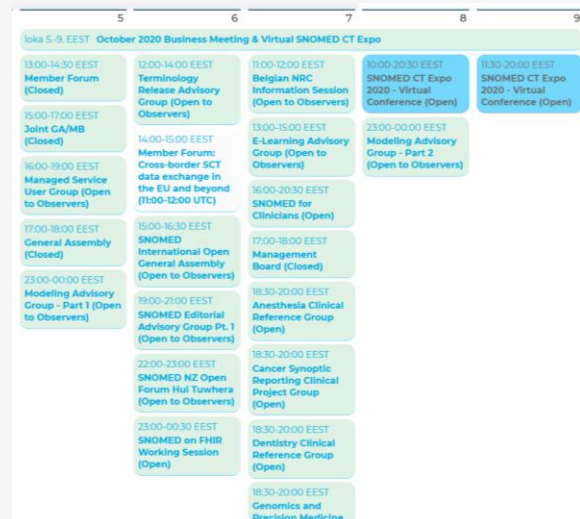 5
6
7
8
9
loka 5.-9. EEST October 2020 Business Meeting & Virtual SNOMED CT Expo
13:00-14:30 EEST
Member Forum
(Closed)
15:00-17:00 EEST
Joint GA/MB
(Closed)
16:00-19:00 EEST
Managed Service
User Group (Open
to Observers)
17:00-18:00 EEST
General Assembly
(Closed)
23:00-00:00 EEST
Modeling Advisory
Group - Part 1 (Open
to Observers)
12:00-14:00 EEST
Terminology
Release Advisory
Group (Open to
Observers)
14:00-15:00 EEST
Member Forum:
Cross-border SCT
data exchange in
the EU and beyond
(11:00-12:00 UTC)
15:00-16:30 EEST
SNOMED
International Open
General Assembly
(Open to Observers)
19:00-21:00 EEST
SNOMED Editorial
Advisory Group Pt. 1
(Open to Observers)
22:00-23:00 EEST
SNOMED NZ Open
Forum Hui Tuwhera
(Open to Observers)
23:00-00:30 EEST
SNOMED on FHIR
Working Session
(Open)
11:00-12:00 EEST
Belgian NRC
Information Session
(Open to Observers)
13:00-15:00 EEST
E-Learning Advisory
Group (Open to
Observers)
16:00-20:30 EEST
SNOMED for
Clinicians (Open)
17:00-18:00 EEST
Management
Board (Closed)
18:30-20:00 EEST
Anesthesia Clinical
Reference Group
(Open)
18:30-20:00 EEST
Cancer Synoptic
Reporting Clinical
Project Group
(Open)
18:30-20:00 EEST
Dentistry Clinical
Reference Group
(Open)
18:30-20:00 EEST
Genomics and
Precision Medicine
10:00-20:30 EEST
SNOMED CT Expo
2020 - Virtual
Conference (Open)
23:00-00:00 EEST
Modeling Advisory
Group - Part 2
(Open to Observers)
11:30-20:00 EEST
SNOMED CT Expo
2020 - Virtual
Conference (Open)